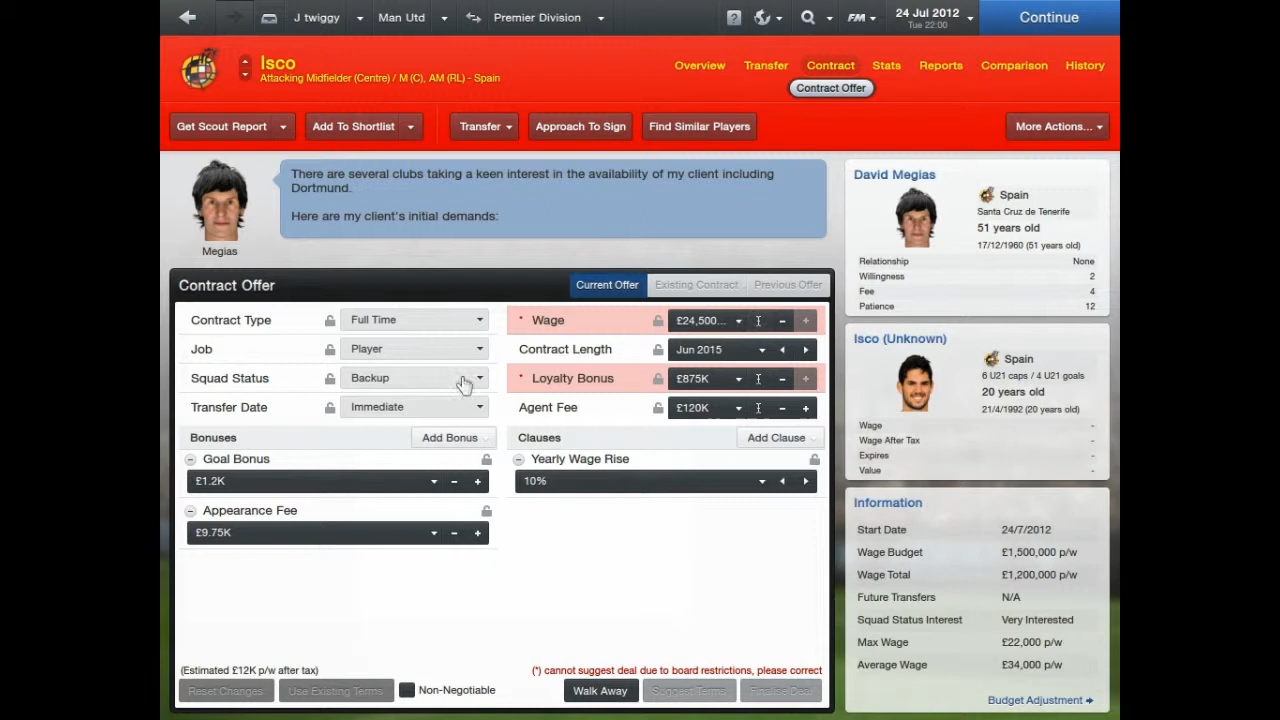 J twiggy
Man Utd
Premier Division
?
FM
24 Jul 2012
Tue 22:00
Continue
Isco
Attacking Midfielder (Centre) / M (C), AM (RL) - Spain
Overview
Transfer
Contract
Stats
Reports
Comparison
History
Contract Offer
Get Scout Report
Add To Shortlist
Transfer
Approach To Sign
Find Similar Players
More Actions...
There are several clubs taking a keen interest in the availability of my client including
Dortmund.
Here are my client's initial demands:
Megias
David Megias
Spain
Santa Cruz de Tenerife
51 years old
17/12/1960 (51 years old)
Relationship None
Willingness 2
Fee 4
Patience 12
Contract Offer
Current Offer
Existing Contract
Previous Offer
Contract Type Full Time
* Wage £24,500...
Job Player
Contract Length Jun 2015
Squad Status Backup
* Loyalty Bonus £875K
Transfer Date Immediate
Agent Fee £120K
Bonuses
Add Bonus
Clauses
Add Clause
Goal Bonus
£1.2K
Appearance Fee
£9.75K
Yearly Wage Rise
10%
Isco (Unknown)
Spain
6 U21 caps / 4 U21 goals
20 years old
21/4/1992 (20 years old)
Wage -
Wage After Tax -
Expires -
Value -
Information
Start Date 24/7/2012
Wage Budget £1,500,000 p/w
Wage Total £1,200,000 p/w
Future Transfers N/A
Squad Status Interest Very Interested
Max Wage £22,000 p/w
Average Wage £34,000 p/w
Budget Adjustment
(Estimated £12K p/w after tax)
(*) cannot suggest deal due to board restrictions, please correct
Reset Changes
Use Existing Terms
Non-Negotiable
Walk Away
Suggest Terms
Finalise Deal